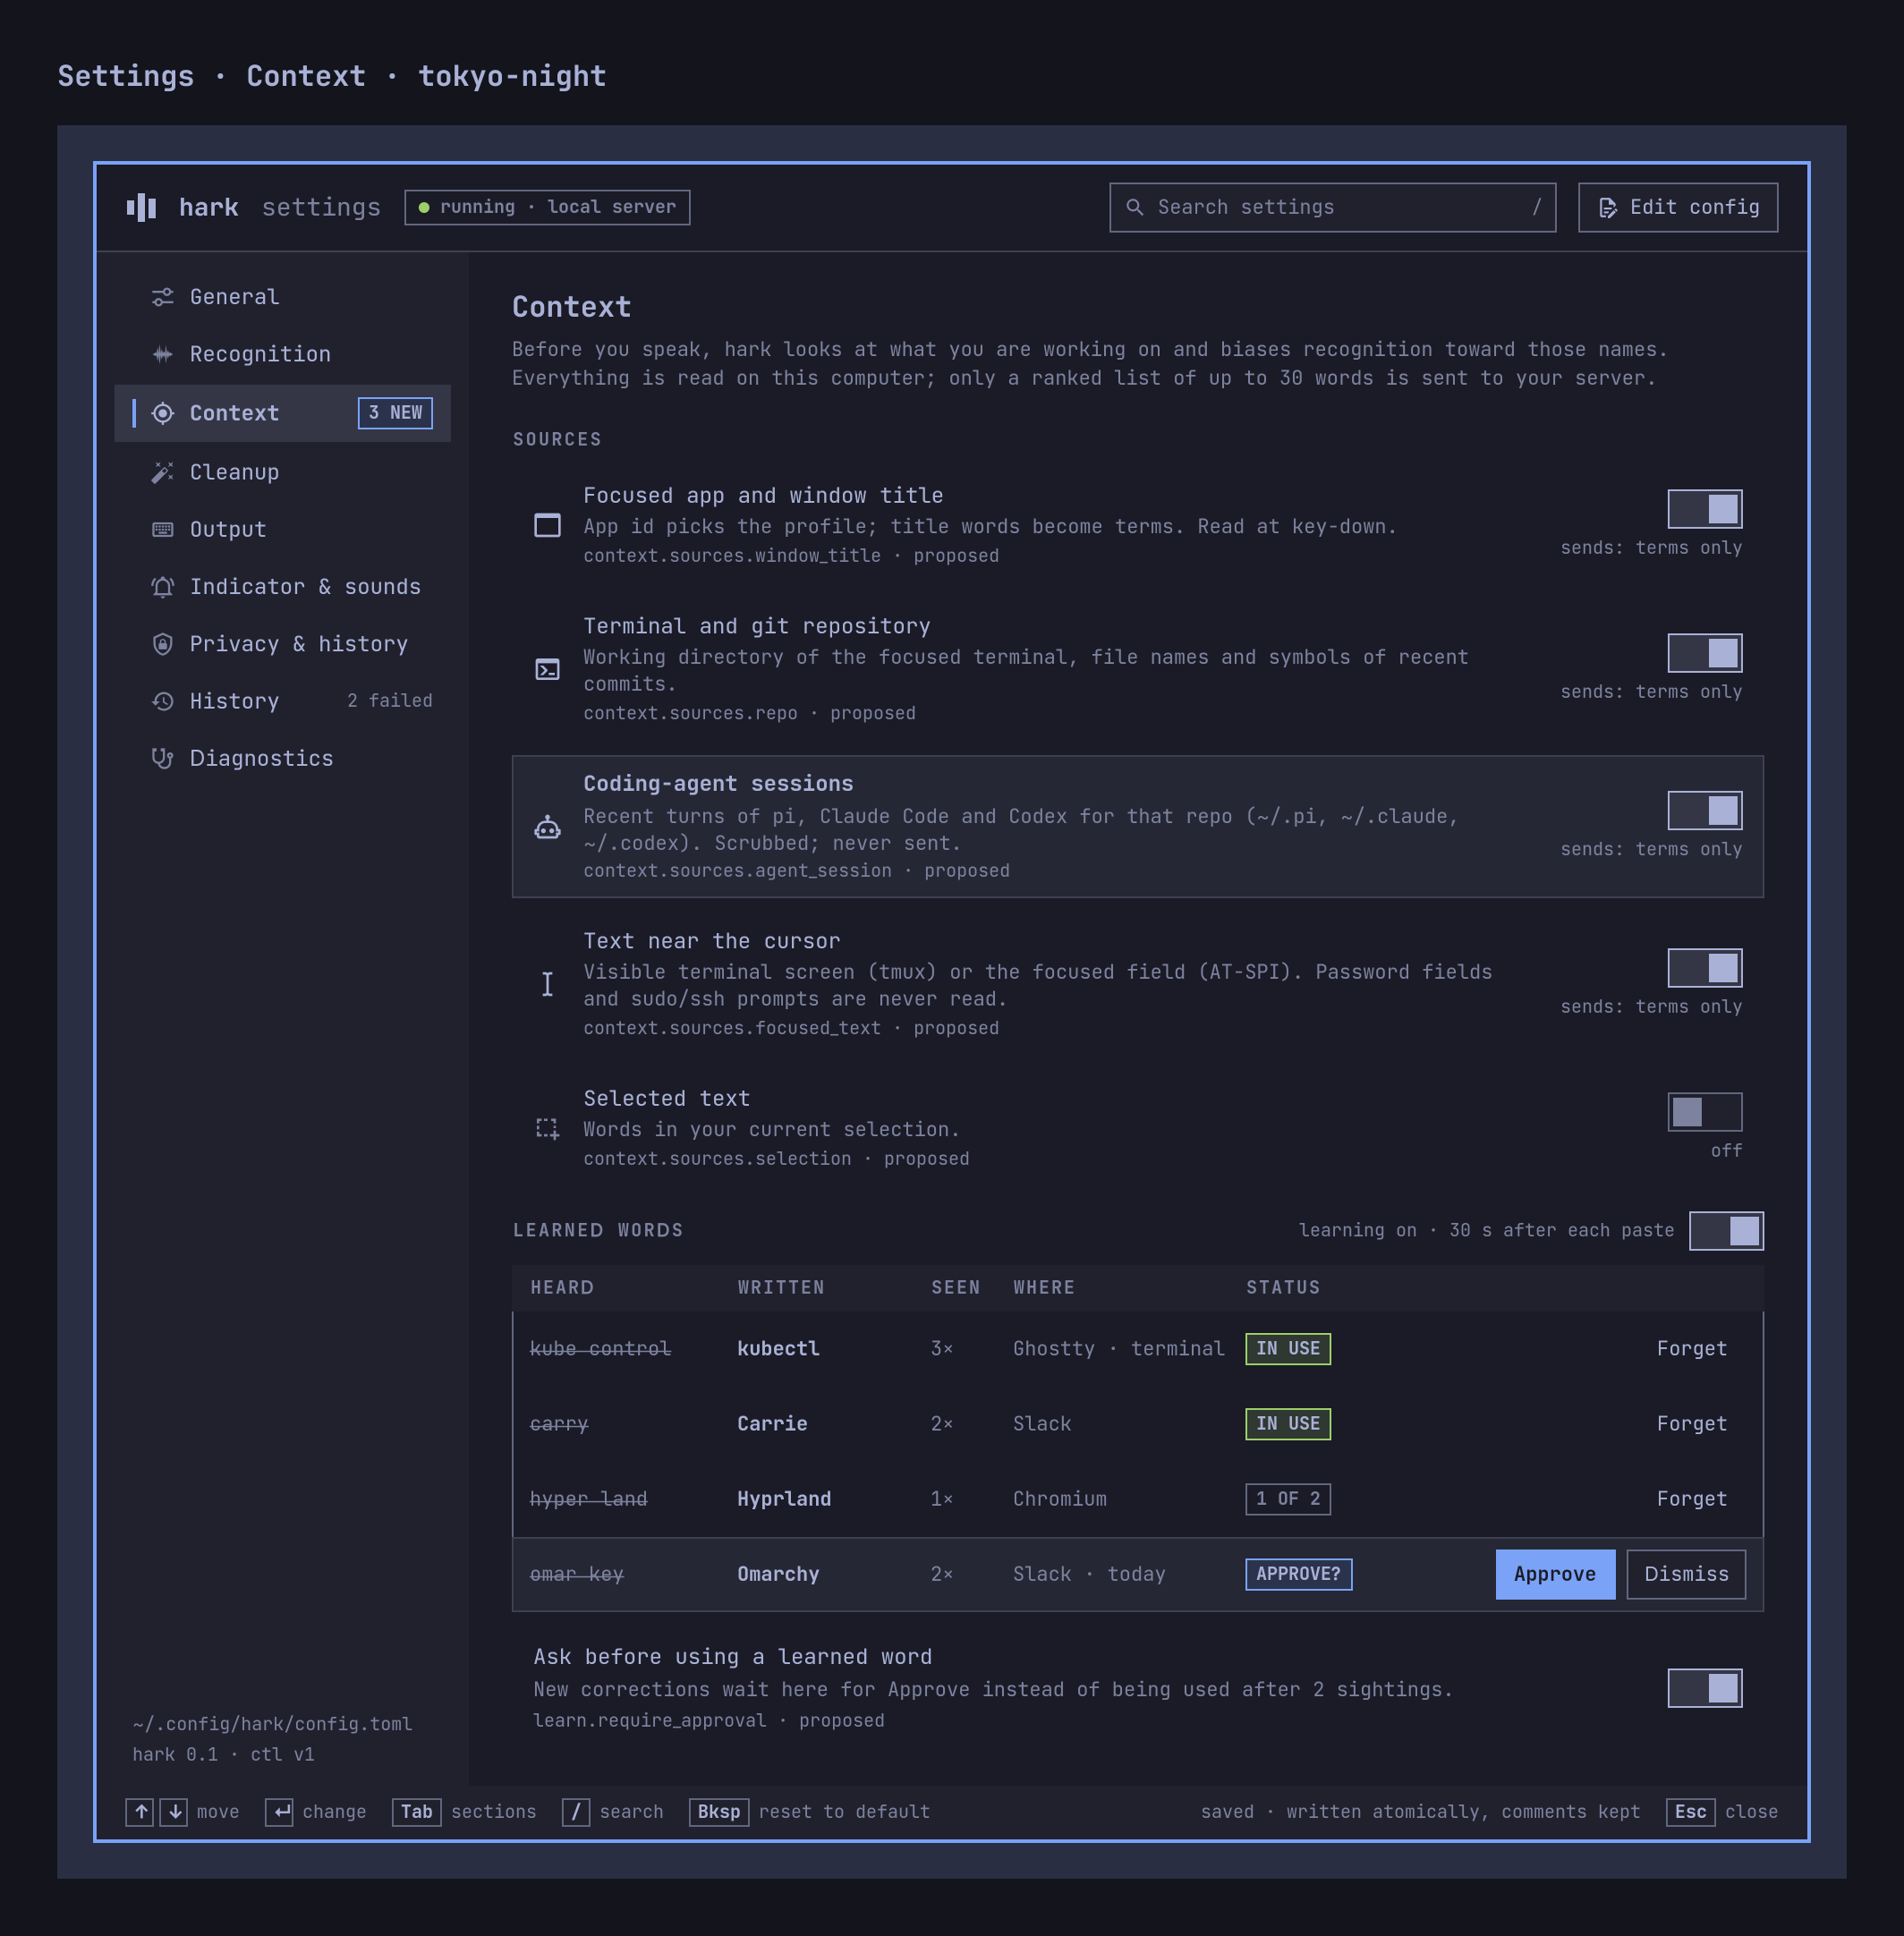 Settings · Context · tokyo-night
hark settings
running · local server
Search settings /
Edit config
General
Recognition
Context 3 NEW
Cleanup
Output
Indicator & sounds
Privacy & history
History 2 failed
Diagnostics
~/.config/hark/config.toml
hark 0.1 · ctl v1
Context
Before you speak, hark looks at what you are working on and biases recognition toward those names.
Everything is read on this computer; only a ranked list of up to 30 words is sent to your server.
SOURCES
Focused app and window title
App id picks the profile; title words become terms. Read at key-down.
context.sources.window_title · proposed
sends: terms only
Terminal and git repository
Working directory of the focused terminal, file names and symbols of recent
commits.
context.sources.repo · proposed
sends: terms only
Coding-agent sessions
Recent turns of pi, Claude Code and Codex for that repo (~/.pi, ~/.claude,
~/.codex). Scrubbed; never sent.
context.sources.agent_session · proposed
sends: terms only
Text near the cursor
Visible terminal screen (tmux) or the focused field (AT-SPI). Password fields
and sudo/ssh prompts are never read.
context.sources.focused_text · proposed
sends: terms only
Selected text
Words in your current selection.
context.sources.selection · proposed
off
LEARNED WORDS
learning on · 30 s after each paste
HEARD WRITTEN SEEN WHERE STATUS
kube control kubectl 3× Ghostty · terminal IN USE Forget
carry Carrie 2× Slack IN USE Forget
hyper land Hyprland 1× Chromium 1 OF 2 Forget
omar key Omarchy 2× Slack · today APPROVE? Approve Dismiss
Ask before using a learned word
New corrections wait here for Approve instead of being used after 2 sightings.
learn.require_approval · proposed
↑ ↓ move ↵ change Tab sections / search Bksp reset to default
saved · written atomically, comments kept Esc close